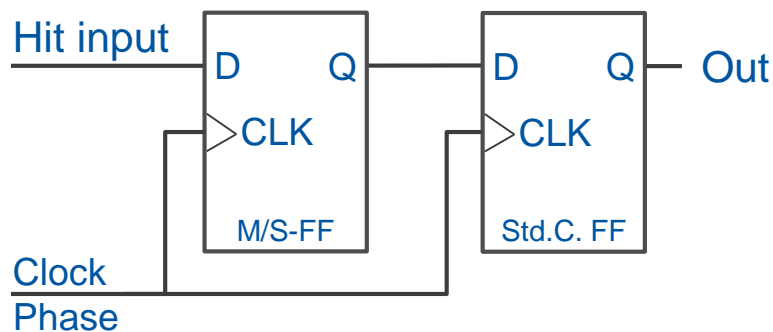 Hit input
D Q
D Q
Out
CLK
CLK
M/S-FF
Std.C. FF
Clock
Phase